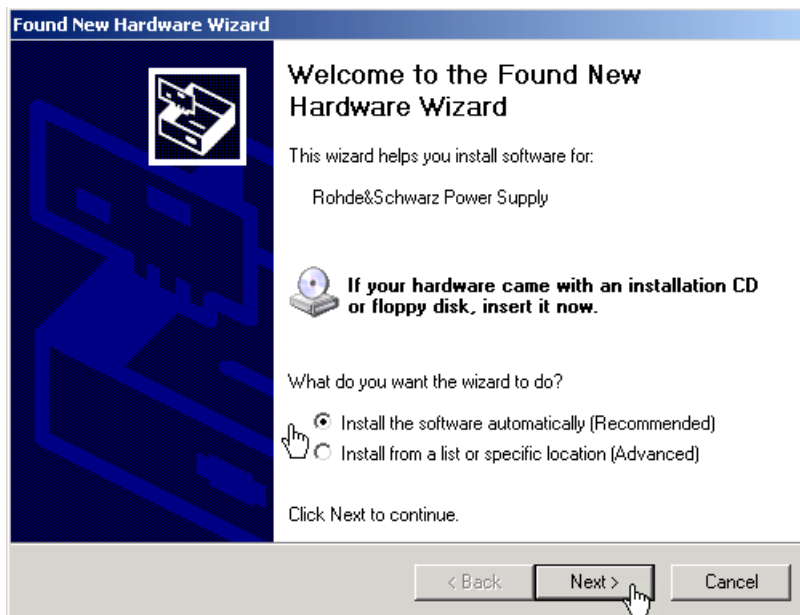 Found New Hardware Wizard
Welcome to the Found New
Hardware Wizard
This wizard helps you install software for:
Rohde&Schwarz Power Supply
If your hardware came with an installation CD
or floppy disk, insert it now.
What do you want the wizard to do?
Install the software automatically (Recommended)
Install from a list or specific location (Advanced)
Click Next to continue.
< Back Next > Cancel